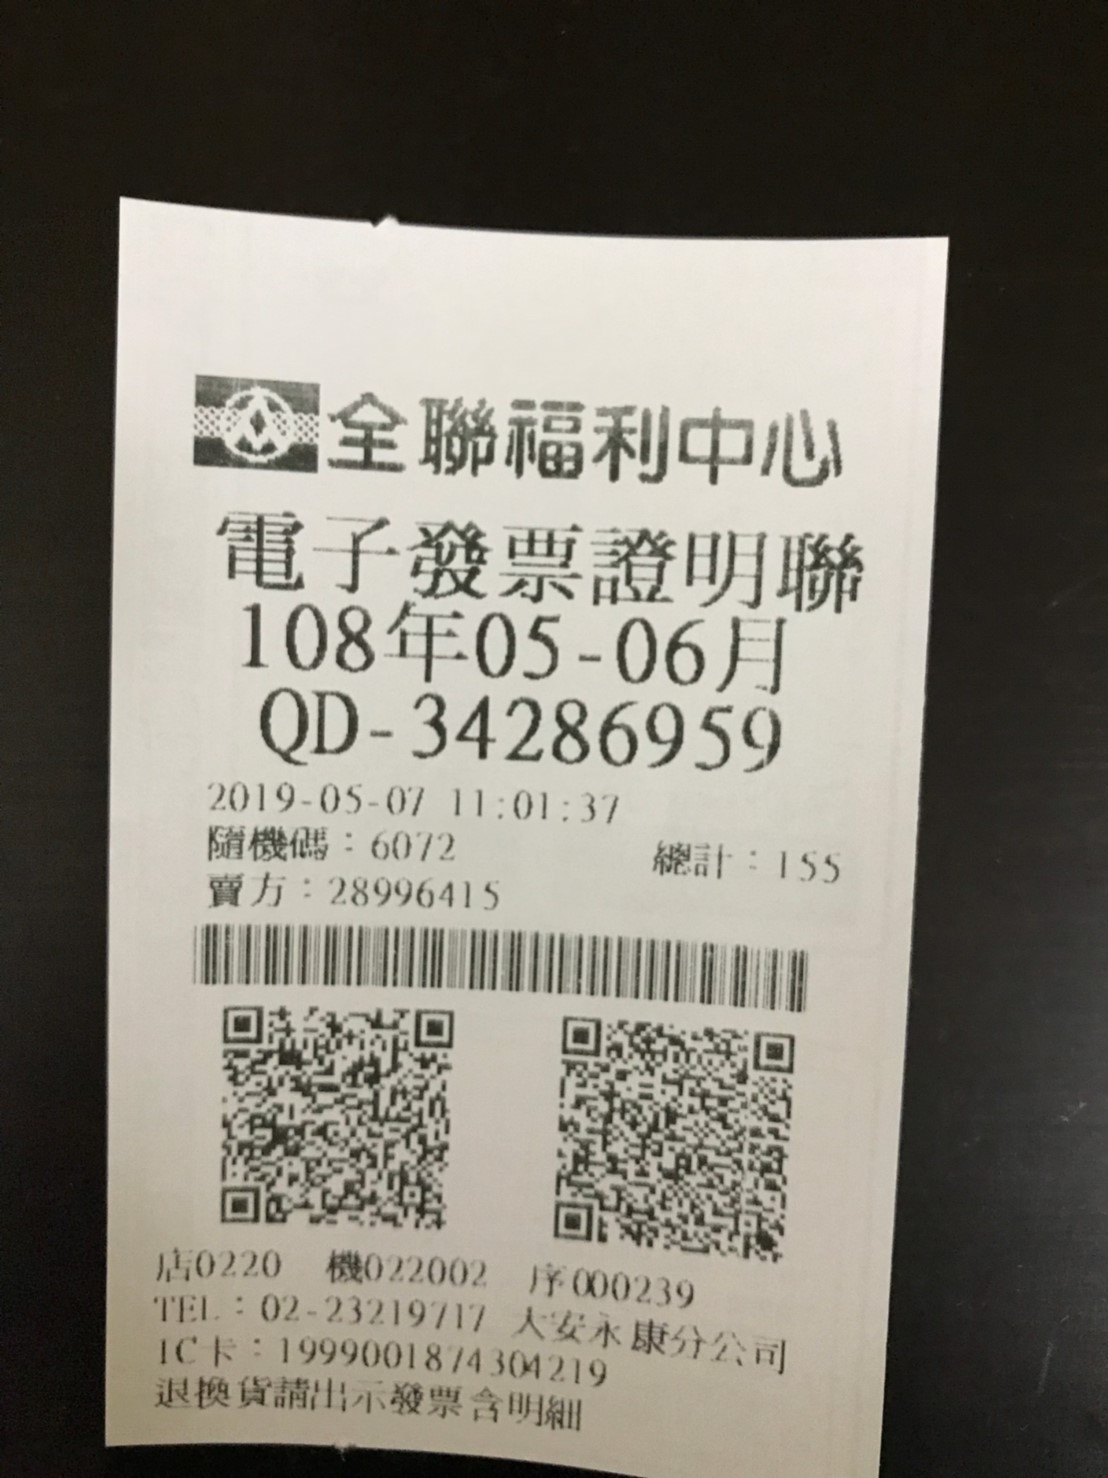 全聯福利中心
電子發票證明聯
108年05-06月
QD-34286959
2019-05-07 11:01:37
隨機碼：6072 總計：155
賣方：28996415
店0220 機022002 序000239
TEL：02-23219717 大安永康分公司
IC卡：1999001874304219
退換貨請出示發票含明細